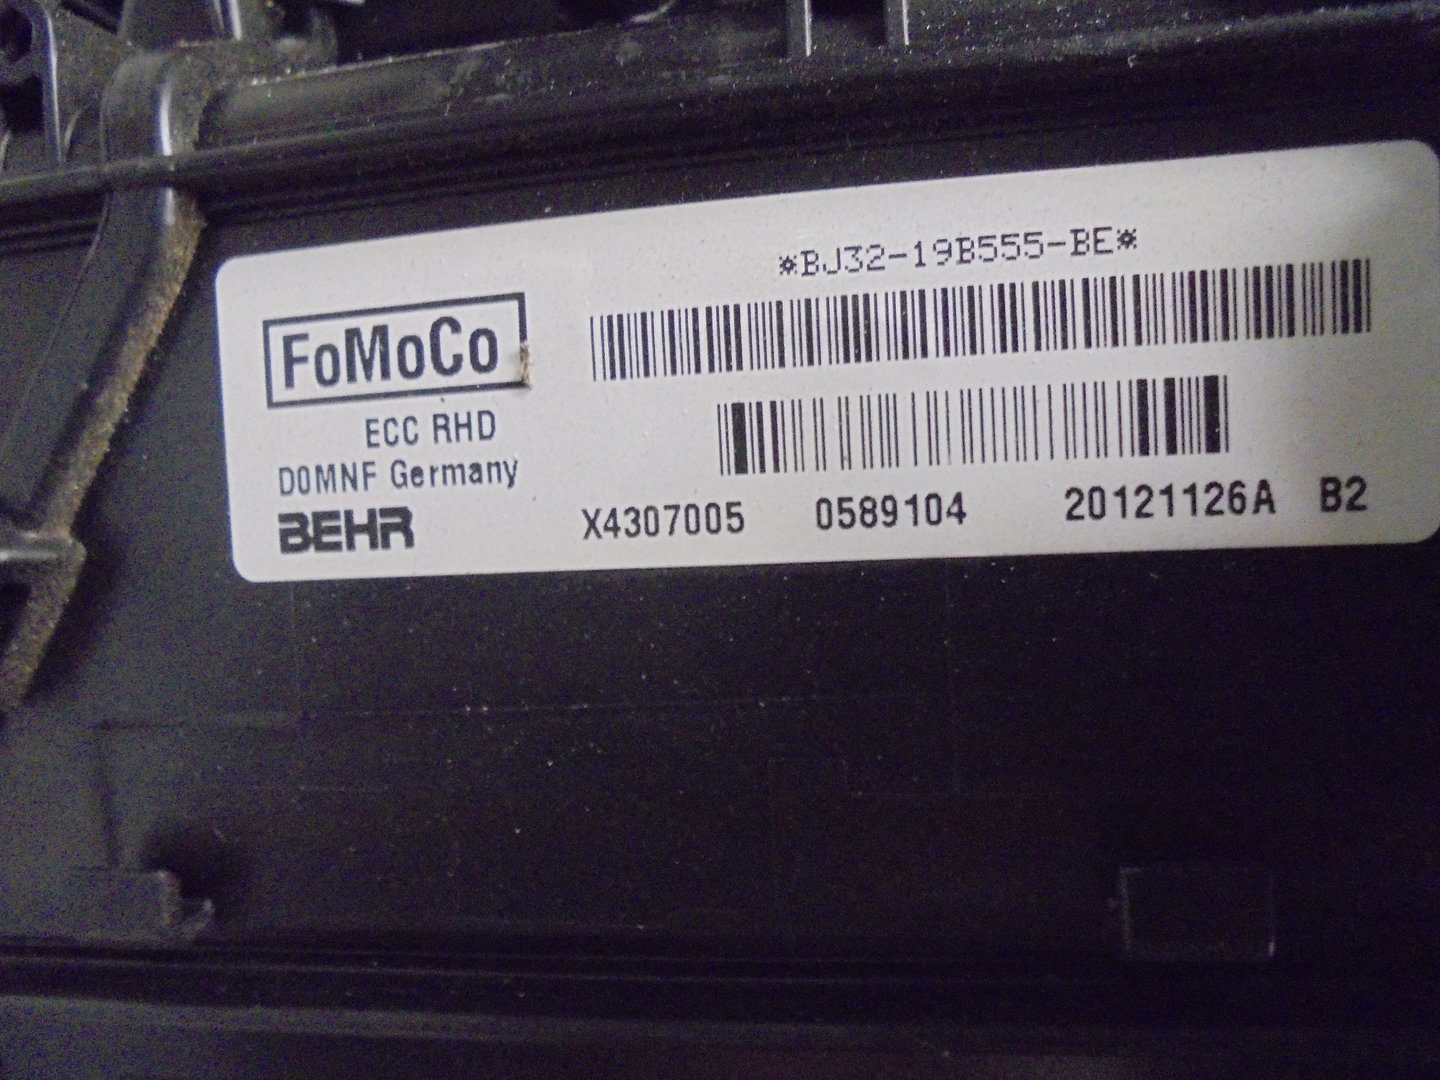 *BJ32-19B555-BE*
FoMoCo
ECC RHD
D0MNF Germany
BEHR
X4307005 0589104 20121126A B2